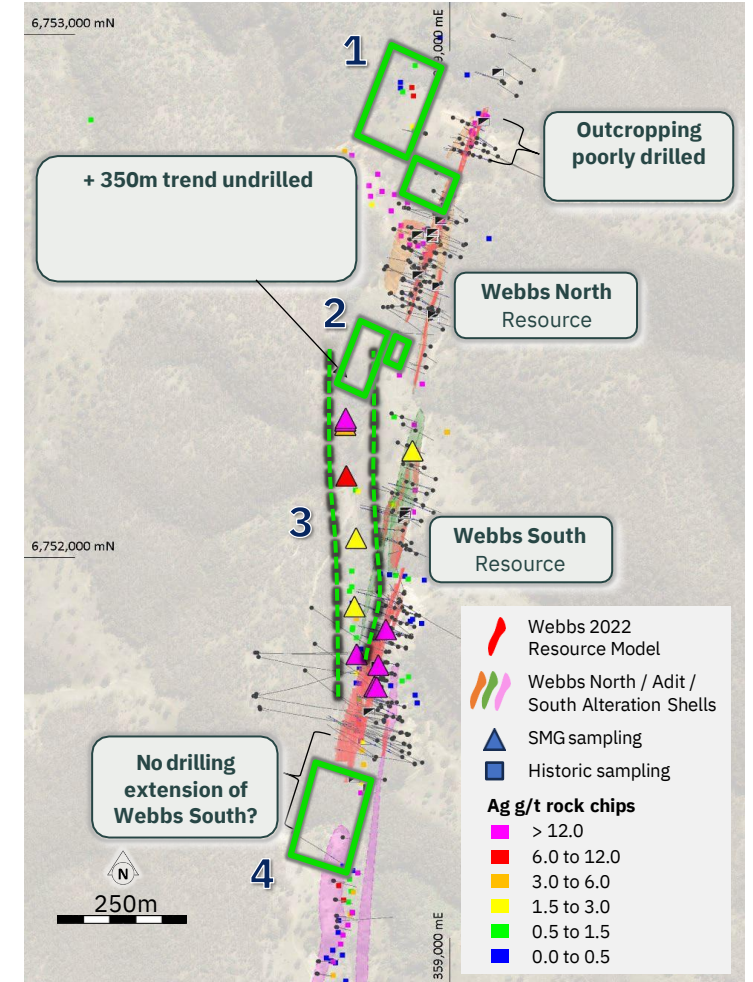 6,753,000 mN
359,000 mE
1
Outcropping
poorly drilled
+ 350m trend undrilled
Webbs North
Resource
2
3
Webbs South
Resource
6,752,000 mN
Webbs 2022
Resource Model
Webbs North / Adit /
South Alteration Shells
SMG sampling
Historic sampling
Ag g/t rock chips
> 12.0
6.0 to 12.0
3.0 to 6.0
1.5 to 3.0
0.5 to 1.5
0.0 to 0.5
No drilling
extension of
Webbs South?
4
N
250m
359,000 mE